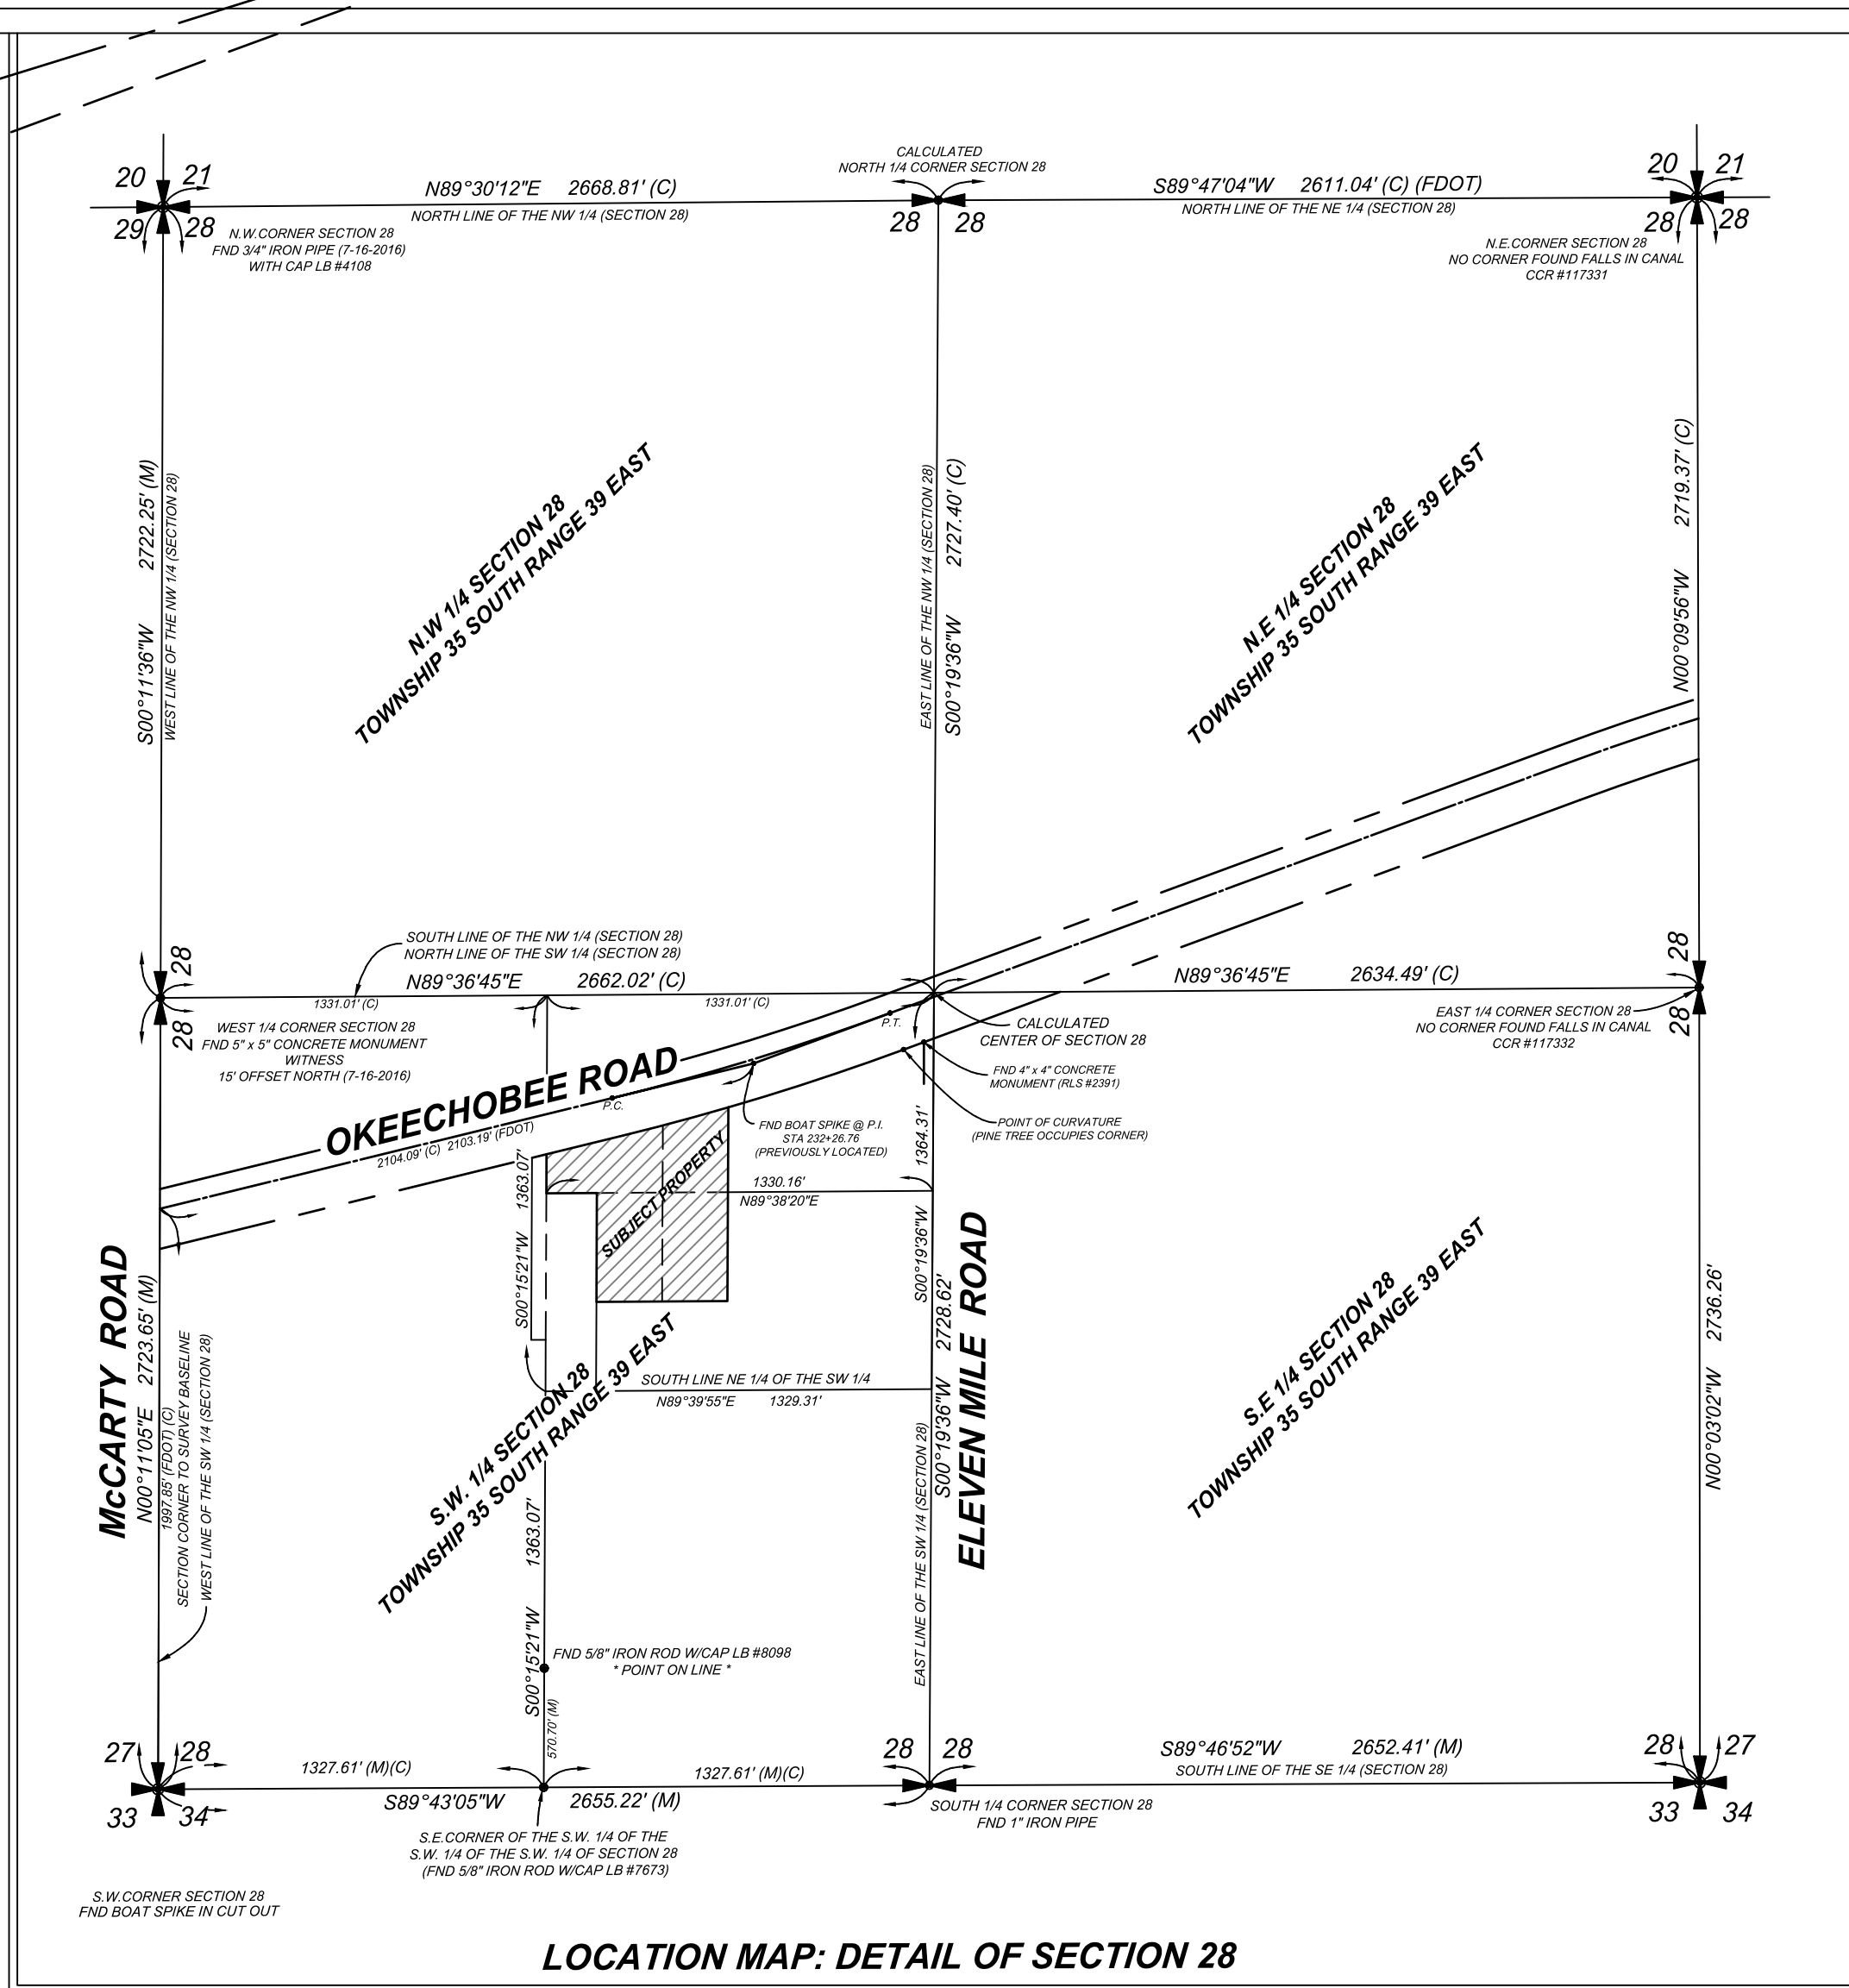 CALCULATED
NORTH 1/4 CORNER SECTION 28
20 21
N89°30'12"E 2668.81' (C)
NORTH LINE OF THE NW 1/4 (SECTION 28)
S89°47'04"W 2611.04' (C) (FDOT)
NORTH LINE OF THE NE 1/4 (SECTION 28)
20 21
29 28
28 28
28 28
N.W.CORNER SECTION 28
FND 3/4" IRON PIPE (7-16-2016)
WITH CAP LB #4108
N.E.CORNER SECTION 28
NO CORNER FOUND FALLS IN CANAL
CCR #117331
S00°11'36"W 2722.25' (M)
WEST LINE OF THE NW 1/4 (SECTION 28)
N.W 1/4 SECTION 28
TOWNSHIP 35 SOUTH RANGE 39 EAST
EAST LINE OF THE NW 1/4 (SECTION 28)
S00°19'36"W 2727.40' (C)
N.E 1/4 SECTION 28
TOWNSHIP 35 SOUTH RANGE 39 EAST
N00°09'56"W 2719.37' (C)
SOUTH LINE OF THE NW 1/4 (SECTION 28)
NORTH LINE OF THE SW 1/4 (SECTION 28)
N89°36'45"E 2662.02' (C)
1331.01' (C)
1331.01' (C)
N89°36'45"E 2634.49' (C)
28
28
28
28
WEST 1/4 CORNER SECTION 28
FND 5" x 5" CONCRETE MONUMENT
WITNESS
15' OFFSET NORTH (7-16-2016)
EAST 1/4 CORNER SECTION 28
NO CORNER FOUND FALLS IN CANAL
CCR #117332
P.T.
CALCULATED
CENTER OF SECTION 28
FND 4" x 4" CONCRETE
MONUMENT (RLS #2391)
POINT OF CURVATURE
(PINE TREE OCCUPIES CORNER)
OKEECHOBEE ROAD
P.C.
2104.09' (C) 2103.19' (FDOT)
FND BOAT SPIKE @ P.I.
STA 232+26.76
(PREVIOUSLY LOCATED)
SUBJECT PROPERTY
1330.16'
N89°38'20"E
S00°15'21"W 1363.07'
S00°19'36"W 1364.31'
McCARTY ROAD
N00°11'05"E 2723.65' (M)
1997.85' (FDOT) (C)
SECTION CORNER TO SURVEY BASELINE
WEST LINE OF THE SW 1/4 (SECTION 28)
S.W. 1/4 SECTION 28
TOWNSHIP 35 SOUTH RANGE 39 EAST
SOUTH LINE NE 1/4 OF THE SW 1/4
N89°39'55"E 1329.31'
EAST LINE OF THE SW 1/4 (SECTION 28)
S00°19'36"W 2728.62'
ELEVEN MILE ROAD
S.E 1/4 SECTION 28
TOWNSHIP 35 SOUTH RANGE 39 EAST
N00°03'02"W 2736.26'
S00°15'21"W 1363.07'
FND 5/8" IRON ROD W/CAP LB #8098
* POINT ON LINE *
570.70' (M)
27 28
1327.61' (M)(C)
1327.61' (M)(C)
28 28
S89°46'52"W 2652.41' (M)
SOUTH LINE OF THE SE 1/4 (SECTION 28)
28 27
33 34
S89°43'05"W 2655.22' (M)
SOUTH 1/4 CORNER SECTION 28
FND 1" IRON PIPE
33 34
S.E.CORNER OF THE S.W. 1/4 OF THE
S.W. 1/4 OF THE S.W. 1/4 OF SECTION 28
(FND 5/8" IRON ROD W/CAP LB #7673)
S.W.CORNER SECTION 28
FND BOAT SPIKE IN CUT OUT
LOCATION MAP: DETAIL OF SECTION 28